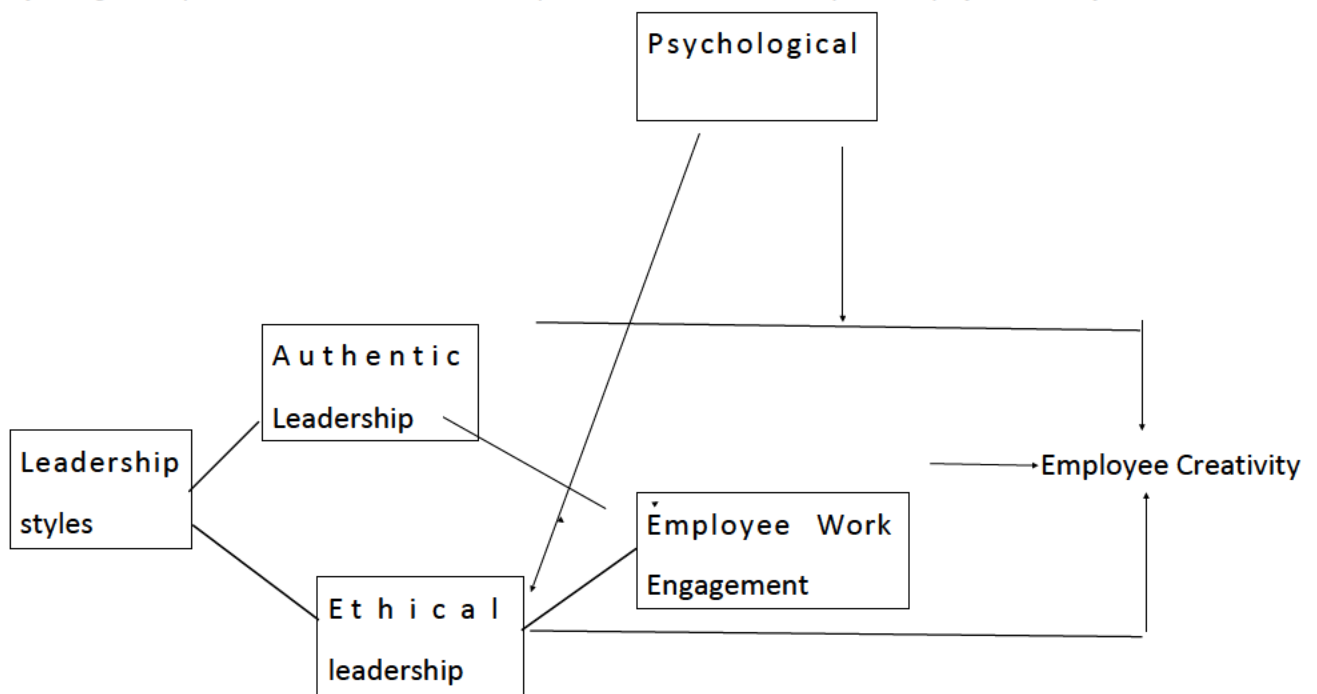 Psychological
Authentic
Leadership
Leadership
styles
Employee Creativity
Employee Work
Engagement
Ethical
leadership